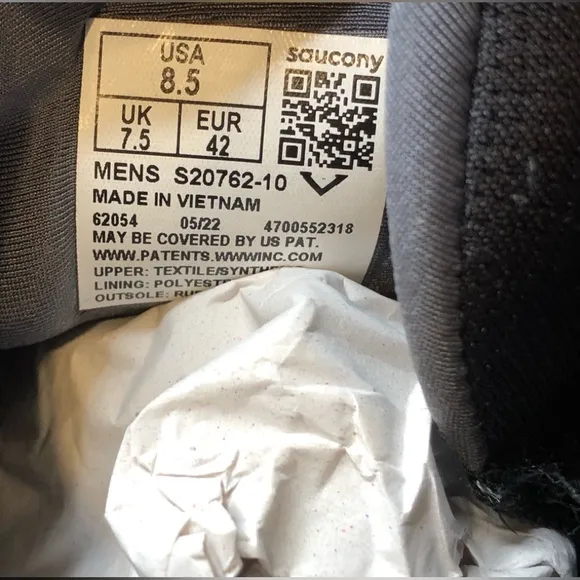 USA
8.5
UK
7.5
EUR
42
saucony
MENS S20762-10
MADE IN VIETNAM
62054 05/22 4700552318
MAY BE COVERED BY US PAT.
WWW.PATENTS.WWWINC.COM
UPPER: TEXTILE/SYNTHE
LINING: POLYEST
OUTSOLE: RU